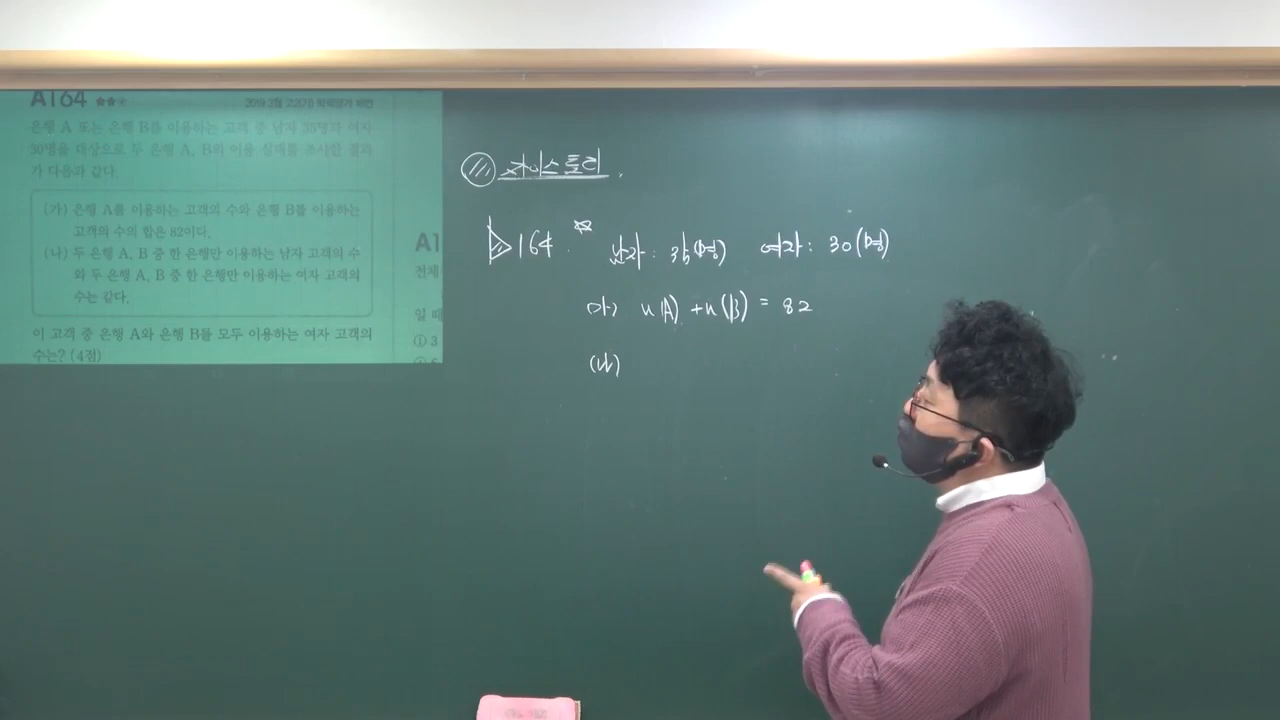 A164 ★★☆ 2019 3월 고3(가) 학력평가 변형
은행 A 또는 은행 B를 이용하는 고객 중 남자 35명과 여자
30명을 대상으로 두 은행 A, B의 이용 실태를 조사한 결과
가 다음과 같다.
(가) 은행 A를 이용하는 고객의 수와 은행 B를 이용하는
고객의 수의 합은 82이다.
(나) 두 은행 A, B 중 한 은행만 이용하는 남자 고객의 수
와 두 은행 A, B 중 한 은행만 이용하는 여자 고객의
수는 같다.
이 고객 중 은행 A와 은행 B를 모두 이용하는 여자 고객의
수는? (4점)
A1
전체
일 때
① 3
자이스토리.
A164. ☆ 남자 : 35(명) 여자 : 30(명)
(가) n(A) + n(B) = 82
(나)